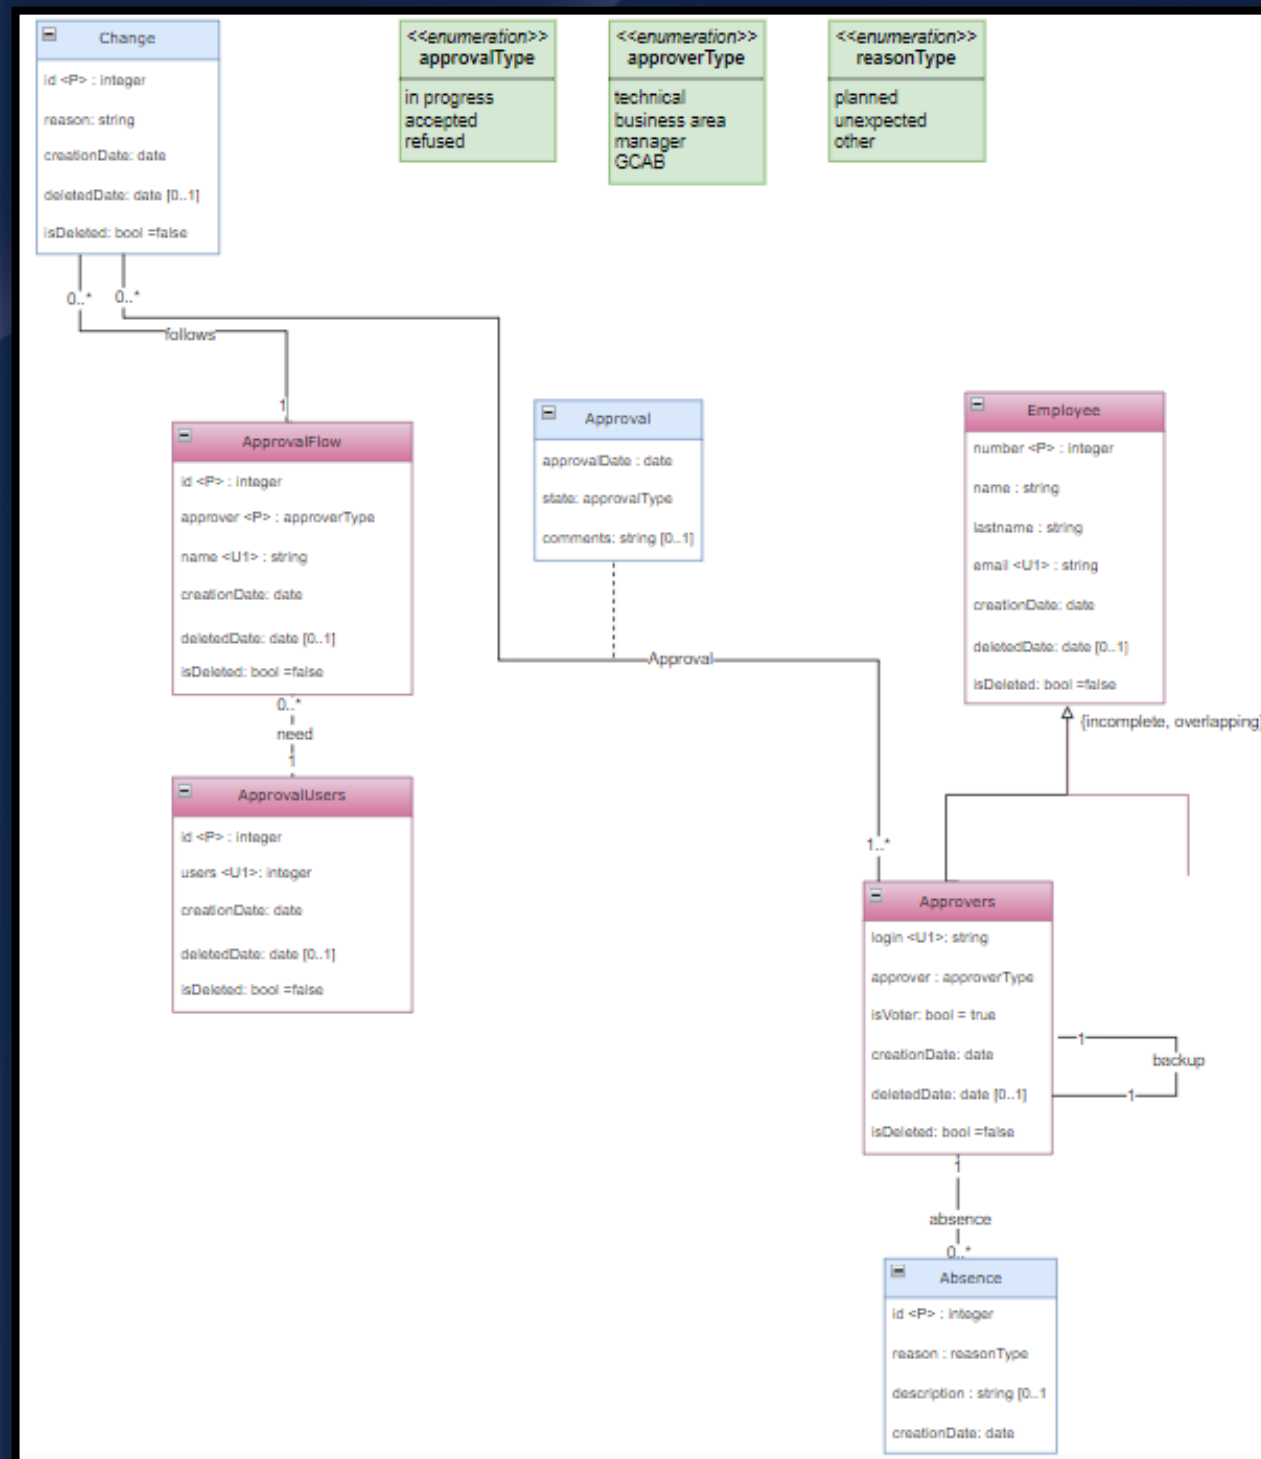 Change
id <P> : integer
reason: string
creationDate: date
deletedDate: date [0..1]
isDeleted: bool =false
<<enumeration>>
approvalType
in progress
accepted
refused
<<enumeration>>
approverType
technical
business area
manager
GCAB
<<enumeration>>
reasonType
planned
unexpected
other
0..*
0..*
follows
1
ApprovalFlow
id <P> : integer
approver <P> : approverType
name <U1> : string
creationDate: date
deletedDate: date [0..1]
isDeleted: bool =false
0..*
need
1
ApprovalUsers
id <P> : integer
users <U1>: integer
creationDate: date
deletedDate: date [0..1]
isDeleted: bool =false
Approval
approvalDate : date
state: approvalType
comments: string [0..1]
Approval
1..*
Employee
number <P> : integer
name : string
lastname : string
email <U1> : string
creationDate: date
deletedDate: date [0..1]
isDeleted: bool =false
{incomplete, overlapping}
Approvers
login <U1>: string
approver : approverType
isVoter: bool = true
creationDate: date
deletedDate: date [0..1]
isDeleted: bool =false
1
backup
1
1
absence
0..*
Absence
id <P> : integer
reason : reasonType
description : string [0..1
creationDate: date